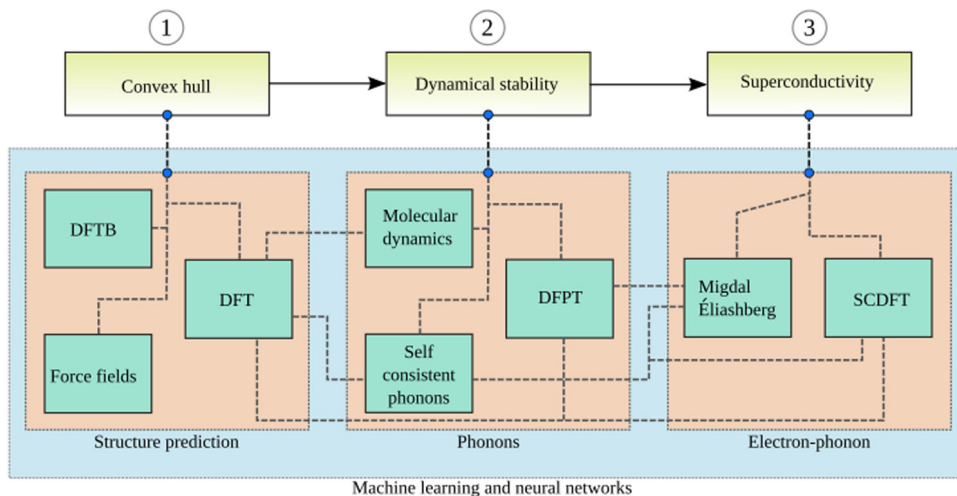 1
2
3
Convex hull
Dynamical stability
Superconductivity
DFTB
DFT
Force fields
Structure prediction
Molecular
dynamics
DFPT
Self
consistent
phonons
Phonons
Migdal
Éliashberg
SCDFT
Electron-phonon
Machine learning and neural networks